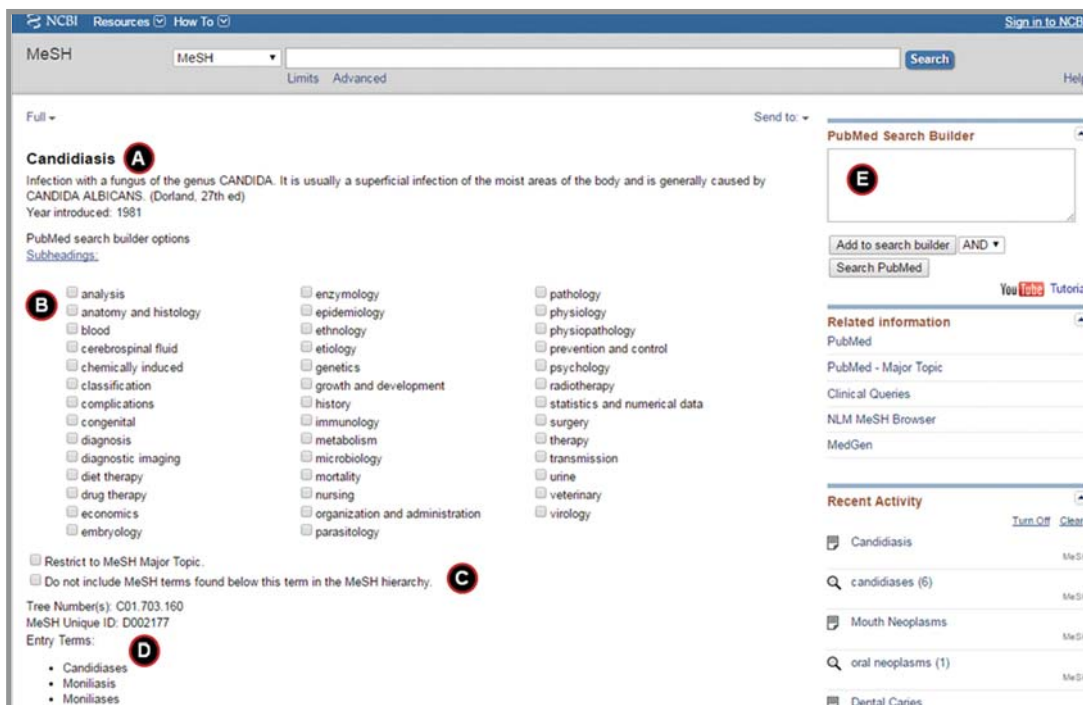 NCBI Resources How To Sign in to NCBI
MeSH MeSH Search
Limits Advanced Help
Full Send to:
Candidiasis A
Infection with a fungus of the genus CANDIDA. It is usually a superficial infection of the moist areas of the body and is generally caused by
CANDIDA ALBICANS. (Dorland, 27th ed)
Year introduced: 1981
PubMed search builder options
Subheadings:
B
analysis
anatomy and histology
blood
cerebrospinal fluid
chemically induced
classification
complications
congenital
diagnosis
diagnostic imaging
diet therapy
drug therapy
economics
embryology
enzymology
epidemiology
ethnology
etiology
genetics
growth and development
history
immunology
metabolism
microbiology
mortality
nursing
organization and administration
parasitology
pathology
physiology
physiopathology
prevention and control
psychology
radiotherapy
statistics and numerical data
surgery
therapy
transmission
urine
veterinary
virology
Restrict to MeSH Major Topic.
Do not include MeSH terms found below this term in the MeSH hierarchy. C
Tree Number(s): C01.703.160
MeSH Unique ID: D002177
Entry Terms:
D
Candidiases
Moniliasis
Moniliases
PubMed Search Builder
E
Add to search builder AND
Search PubMed
YouTube Tutoria
Related information
PubMed
PubMed - Major Topic
Clinical Queries
NLM MeSH Browser
MedGen
Recent Activity
Turn Off Clear
Candidiasis
MeSH
candidiases (6)
MeSH
Mouth Neoplasms
MeSH
oral neoplasms (1)
MeSH
Dental Caries